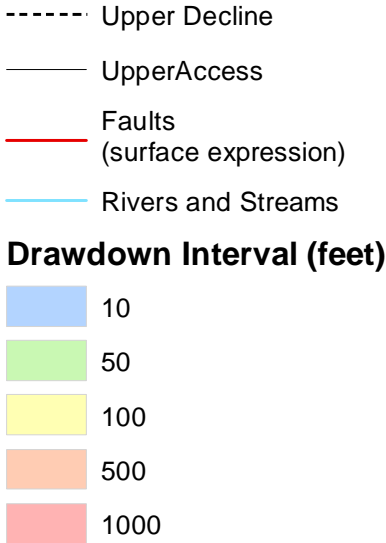 Upper Decline
UpperAccess
Faults
(surface expression)
Rivers and Streams
Drawdown Interval (feet)
10
50
100
500
1000